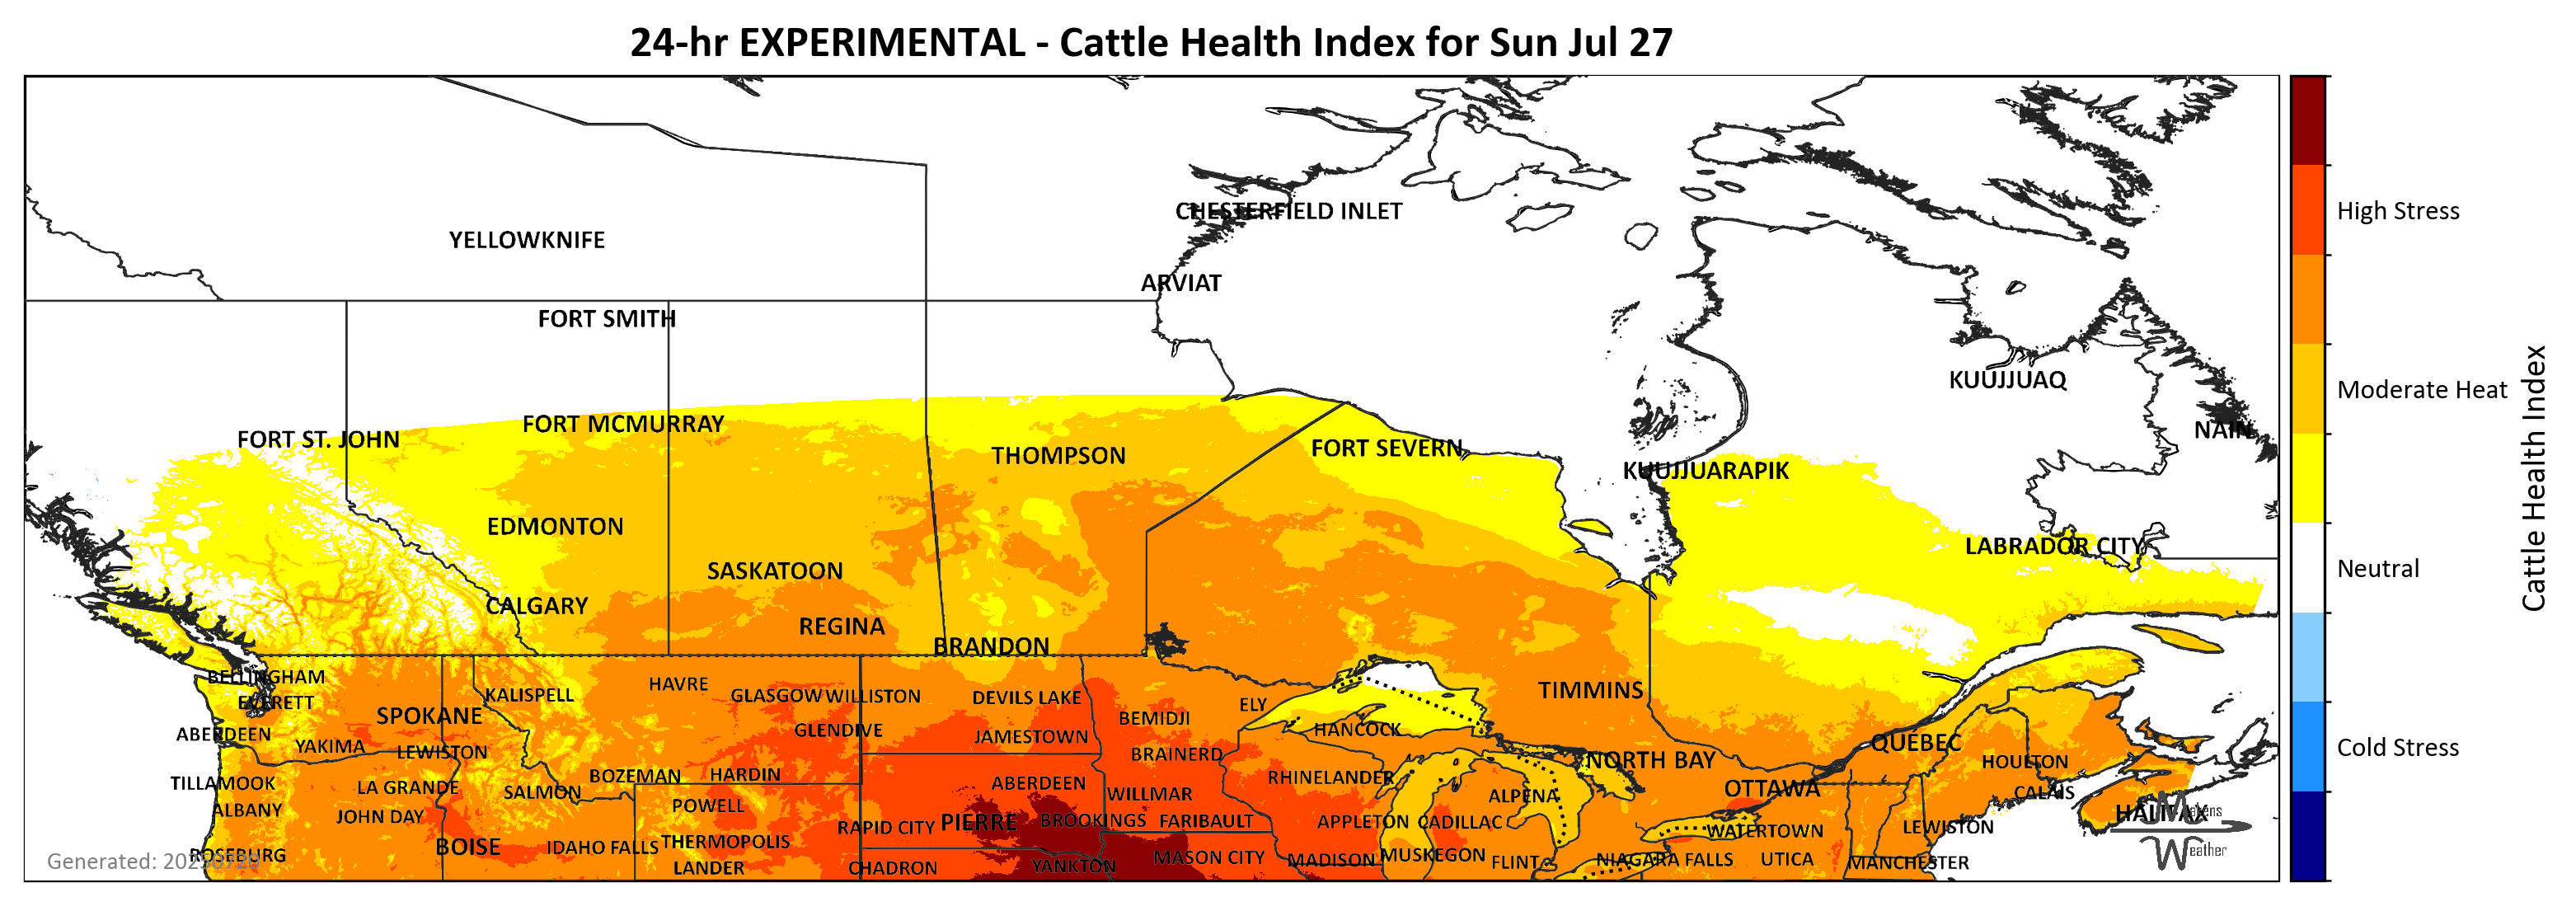 24-hr EXPERIMENTAL - Cattle Health Index for Sun Jul 27
CHESTERFIELD INLET
High Stress
YELLOWKNIFE
ARVIAT
FORT SMITH
KUUJJUAQ
Moderate Heat
FORT MCMURRAY
NAIN
FORT ST. JOHN
FORT SEVERN
THOMPSON
KUUJJUARAPIK
EDMONTON
LABRADOR CITY
SASKATOON
Neutral
Cattle Health Index
CALGARY
REGINA
BRANDON
BELLINGHAM
HAVRE
TIMMINS
KALISPELL
GLASGOW
WILLISTON
DEVILS LAKE
EVERETT
ELY
SPOKANE
BEMIDJI
GLENDIVE
HANCOCK
ABERDEEN
JAMESTOWN
QUEBEC
YAKIMA
LEWISTON
BRAINERD
Cold Stress
NORTH BAY
HOULTON
BOZEMAN
HARDIN
RHINELANDER
TILLAMOOK
LA GRANDE
ABERDEEN
OTTAWA
SALMON
WILLMAR
ALPENA
CALAIS
POWELL
ALBANY
JOHN DAY
HALIFAX
Makens
Weather
RAPID CITY
PIERRE
BROOKINGS
FARIBAULT
APPLETON
CADILLAC
WATERTOWN
LEWISTON
BOISE
IDAHO FALLS
THERMOPOLIS
ROSEBURG
MASON CITY
MADISON
MUSKEGON
FLINT
NIAGARA FALLS
UTICA
MANCHESTER
LANDER
CHADRON
YANKTON